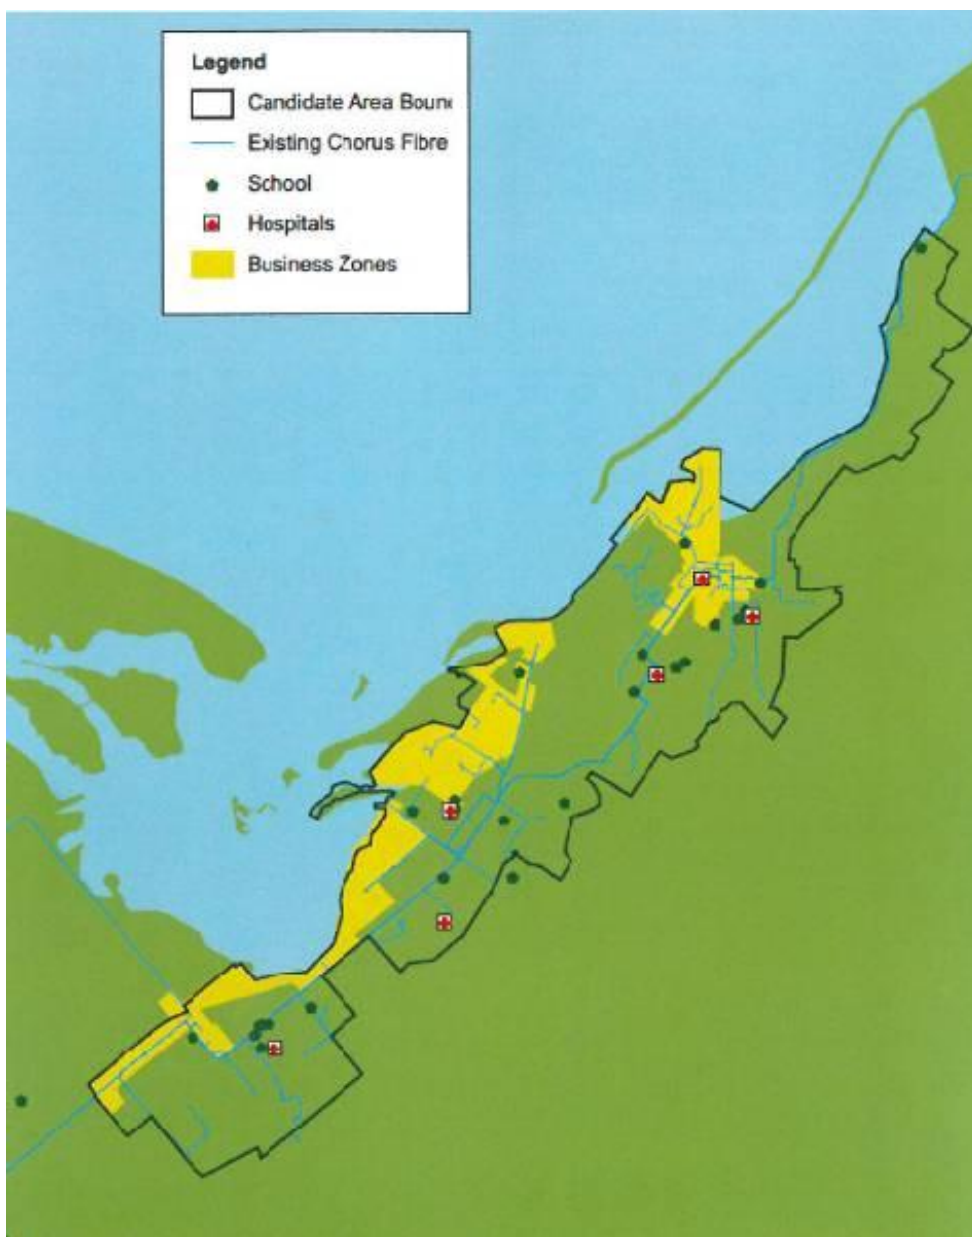 Legend
Candidate Area Boun
Existing Chorus Fibre
School
Hospitals
Business Zones